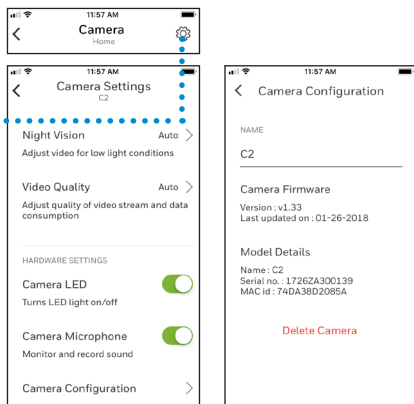 11:57 AM
Camera
Home
11:57 AM
Camera Settings
C2
Night Vision Auto
Adjust video for low light conditions
Video Quality Auto
Adjust quality of video stream and data
consumption
HARDWARE SETTINGS
Camera LED
Turns LED light on/off
Camera Microphone
Monitor and record sound
Camera Configuration
11:57 AM
Camera Configuration
NAME
C2
Camera Firmware
Version : v1.33
Last updated on : 01-26-2018
Model Details
Name : C2
Serial no. : 1726ZA300139
MAC id : 74DA38D2085A
Delete Camera